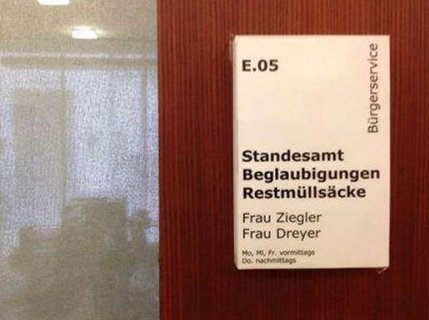 E.05
Bürgerservice
Standesamt
Beglaubigungen
Restmüllsäcke
Frau Ziegler
Frau Dreyer
Mo, Mi, Fr. vormittags
Do. nachmittags